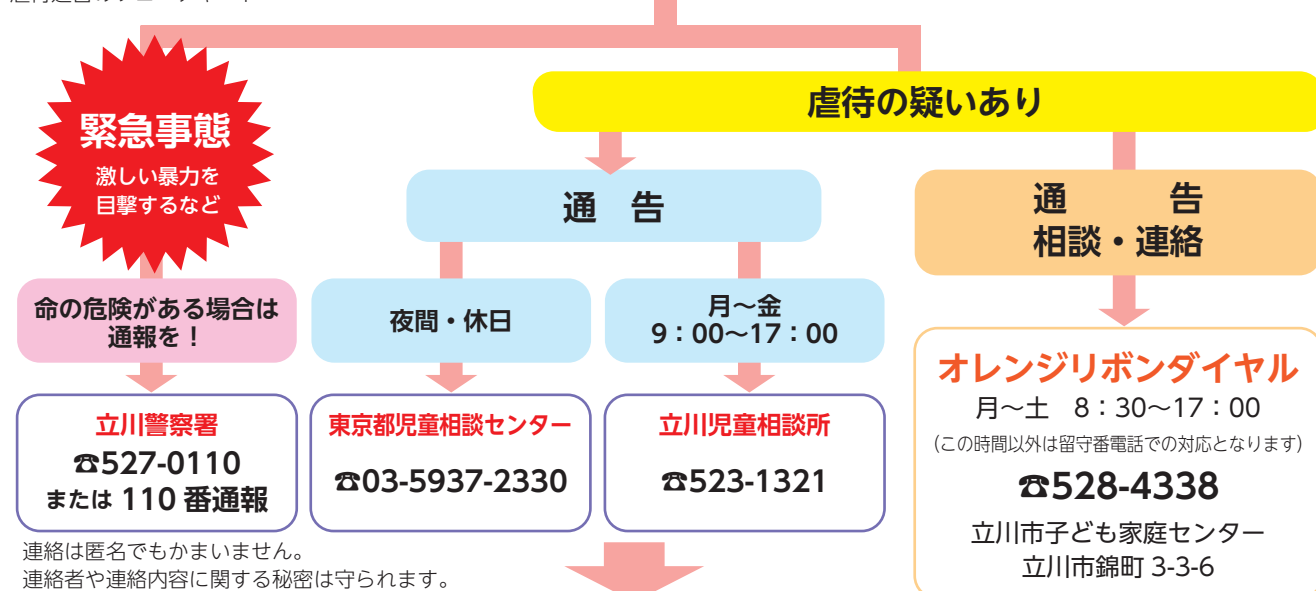 緊急事態
激しい暴力を
目撃するなど
命の危険がある場合は
通報を！
立川警察署
☎527-0110
または 110 番通報
虐待の疑いあり
通　告
夜間・休日
東京都児童相談センター
☎03-5937-2330
月～金
9：00～17：00
立川児童相談所
☎523-1321
通　　　告
相談・連絡
オレンジリボンダイヤル
月～土　8：30～17：00
(この時間以外は留守番電話での対応となります)
☎528-4338
立川市子ども家庭センター
立川市錦町 3-3-6
連絡は匿名でもかまいません。
連絡者や連絡内容に関する秘密は守られます。